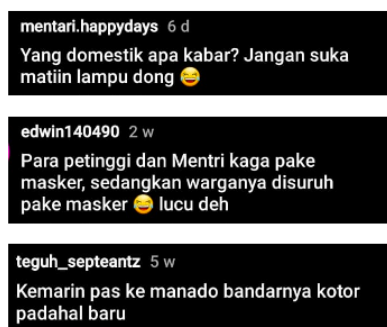 mentari.happydays 6 d
Yang domestik apa kabar? Jangan suka
matiin lampu dong 😂
edwin140490 2 w
Para petinggi dan Mentri kaga pake
masker, sedangkan warganya disuruh
pake masker 😂 lucu deh
teguh_septeantz 5 w
Kemarin pas ke manado bandarnya kotor
padahal baru